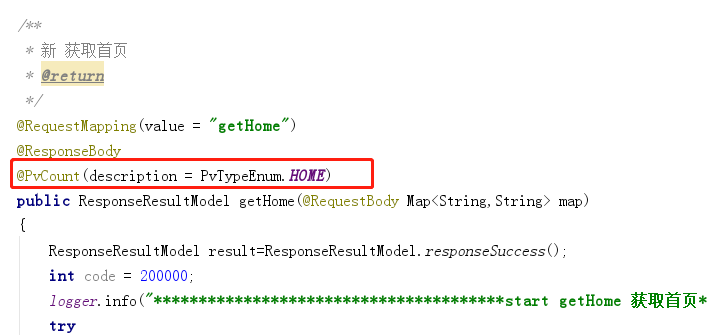 /**
* 新 获取首页
* @return
*/
@RequestMapping(value = "getHome")
@ResponseBody
@PvCount(description = PvTypeEnum.HOME)
public ResponseResultModel getHome(@RequestBody Map<String,String> map)
{
ResponseResultModel result=ResponseResultModel.responseSuccess();
int code = 200000;
logger.info("***************************************start getHome 获取首页*
try